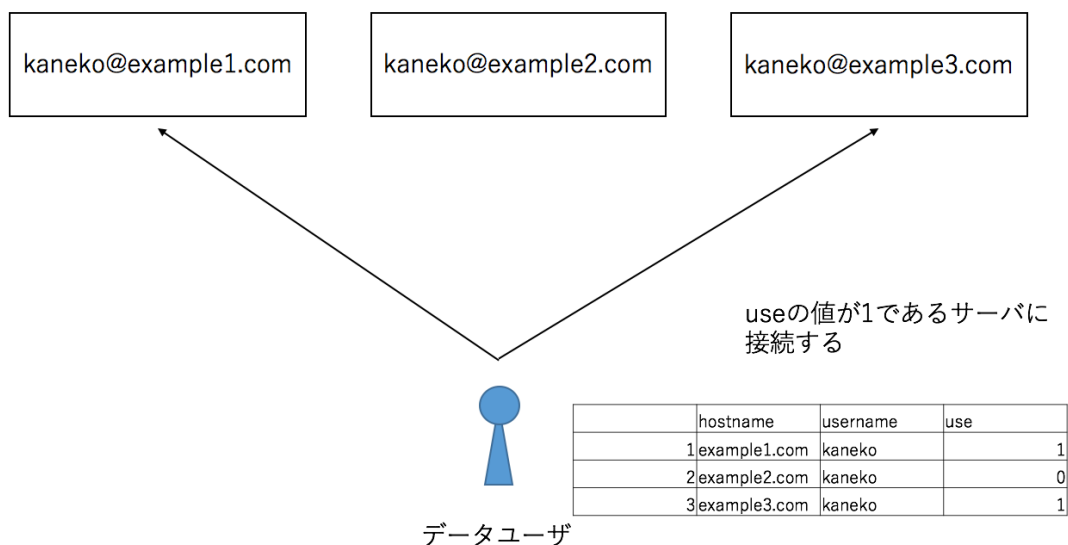 kaneko@example1.com
kaneko@example2.com
kaneko@example3.com
useの値が1であるサーバに
接続する
hostname username use
1 example1.com kaneko 1
2 example2.com kaneko 0
3 example3.com kaneko 1
データユーザ